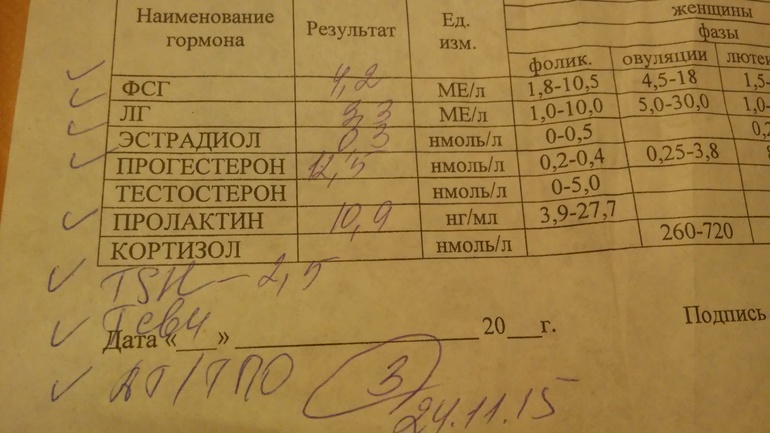 женщины
Наименование гормона Результат Ед. изм. фазы
фолик. овуляции лютеи
ФСГ 4,2 МЕ/л 1,8-10,5 4,5-18 1,5-
ЛГ 3,3 МЕ/л 1,0-10,0 5,0-30,0 1,0-
ЭСТРАДИОЛ 0,3 нмоль/л 0-0,5 0,2
ПРОГЕСТЕРОН 12,5 нмоль/л 0,2-0,4 0,25-3,8
ТЕСТОСТЕРОН нмоль/л 0-5,0
ПРОЛАКТИН 10,9 нг/мл 3,9-27,7
КОРТИЗОЛ нмоль/л 260-720
TSH - 2,5
Дата «___» ____________ 20___г. Подпись
АТ/ТПО 3
24.11.15